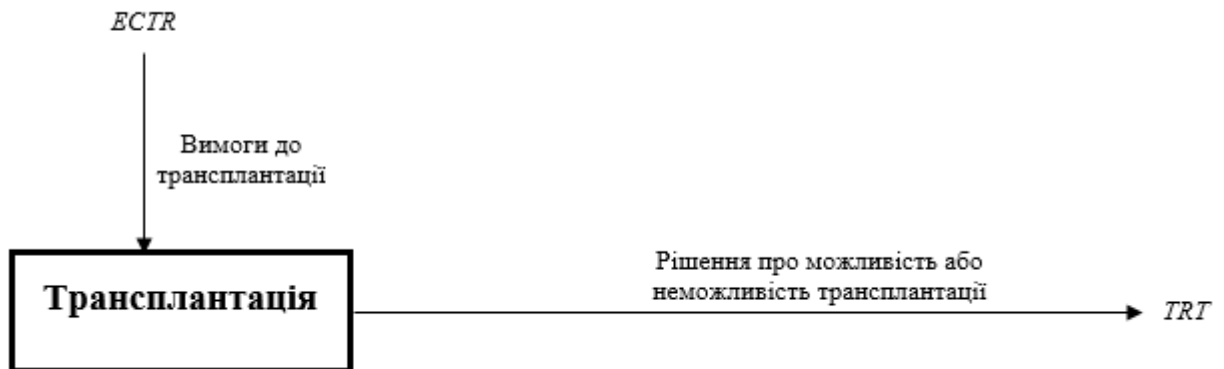 ECTR
Вимоги до
трансплантації
Трансплантація
Рішення про можливість або
неможливість трансплантації
TRT